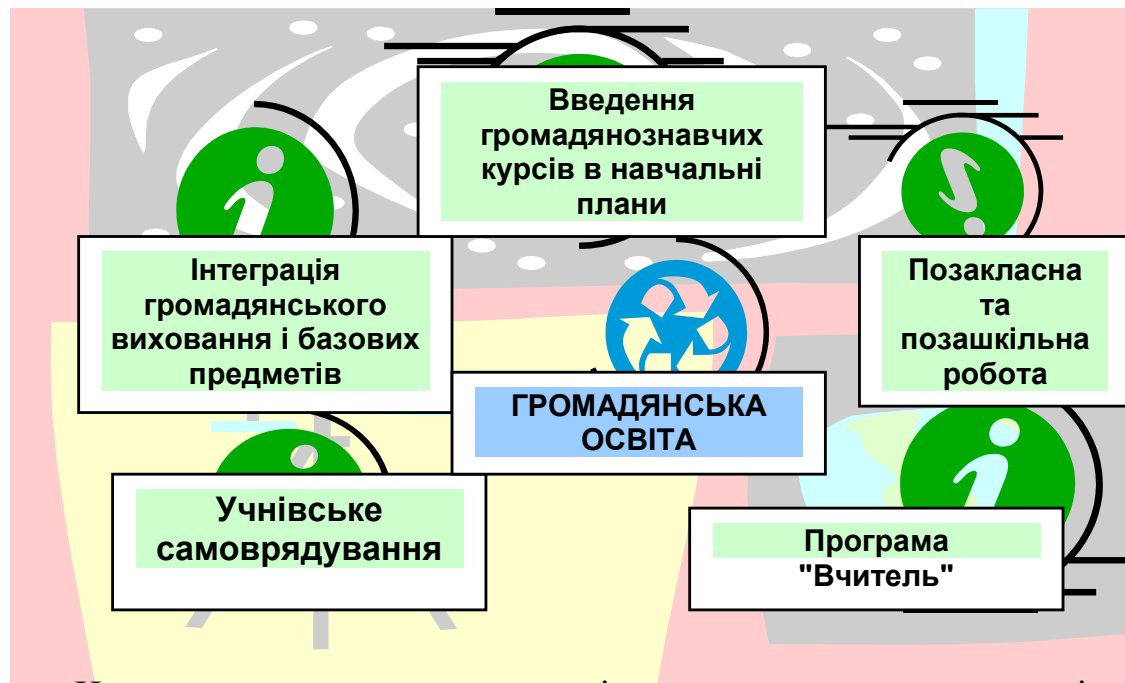 Введення
громадянознавчих
курсів в навчальні
плани
Інтеграція
громадянського
виховання і базових
предметів
Позакласна
та
позашкільна
робота
ГРОМАДЯНСЬКА
ОСВІТА
Учнівське
самоврядування
Програма
"Вчитель"